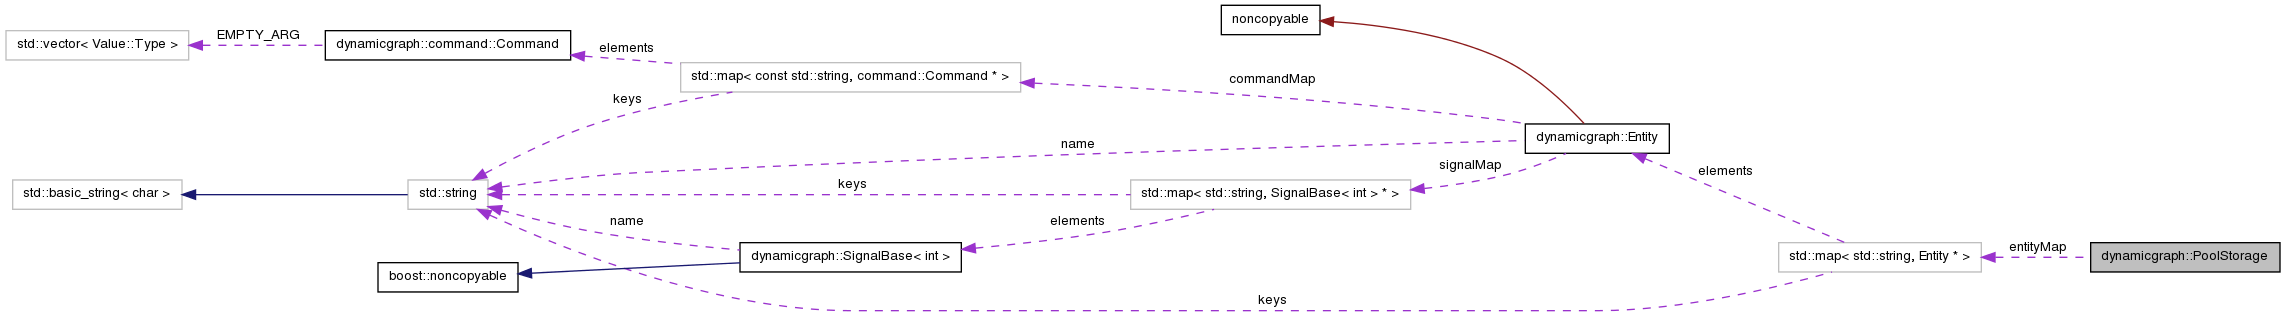 noncopyable
std::vector< Value::Type >
EMPTY_ARG
dynamicgraph::command::Command
elements
std::map< const std::string, command::Command * >
commandMap
keys
dynamicgraph::Entity
name
signalMap
elements
std::basic_string< char >
std::string
keys
std::map< std::string, SignalBase< int > * >
name
elements
dynamicgraph::SignalBase< int >
boost::noncopyable
std::map< std::string, Entity * >
entityMap
dynamicgraph::PoolStorage
keys